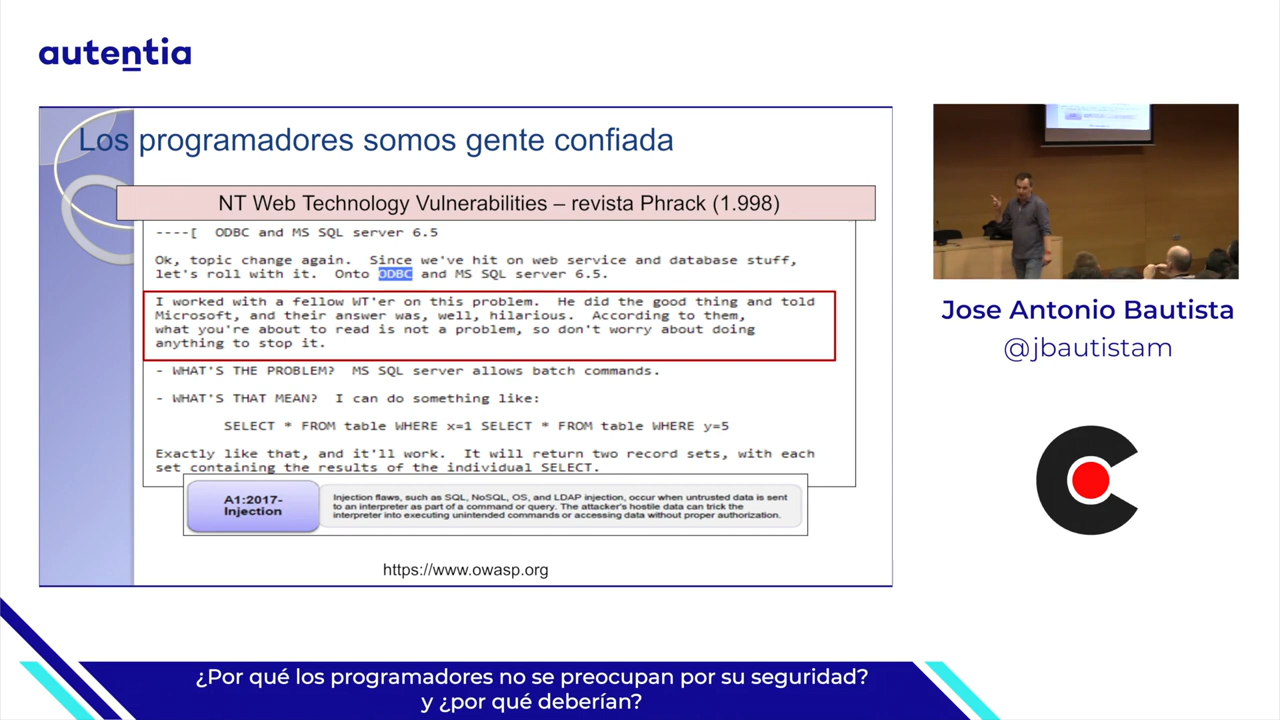 autentia
Los programadores somos gente confiada
NT Web Technology Vulnerabilities – revista Phrack (1.998)
----[  ODBC and MS SQL server 6.5
Ok, topic change again.  Since we've hit on web service and database stuff,
let's roll with it.  Onto ODBC and MS SQL server 6.5.
I worked with a fellow WT'er on this problem.  He did the good thing and told
Microsoft, and their answer was, well, hilarious.  According to them,
what you're about to read is not a problem, so don't worry about doing
anything to stop it.
- WHAT'S THE PROBLEM?  MS SQL server allows batch commands.
- WHAT'S THAT MEAN?  I can do something like:
SELECT * FROM table WHERE x=1 SELECT * FROM table WHERE y=5
Exactly like that, and it'll work.  It will return two record sets, with each
set containing the results of the individual SELECT.
A1:2017-
Injection
Injection flaws, such as SQL, NoSQL, OS, and LDAP injection, occur when untrusted data is sent
to an interpreter as part of a command or query. The attacker's hostile data can trick the
interpreter into executing unintended commands or accessing data without proper authorization.
https://www.owasp.org
Jose Antonio Bautista
@jbautistam
¿Por qué los programadores no se preocupan por su seguridad?
y ¿por qué deberían?